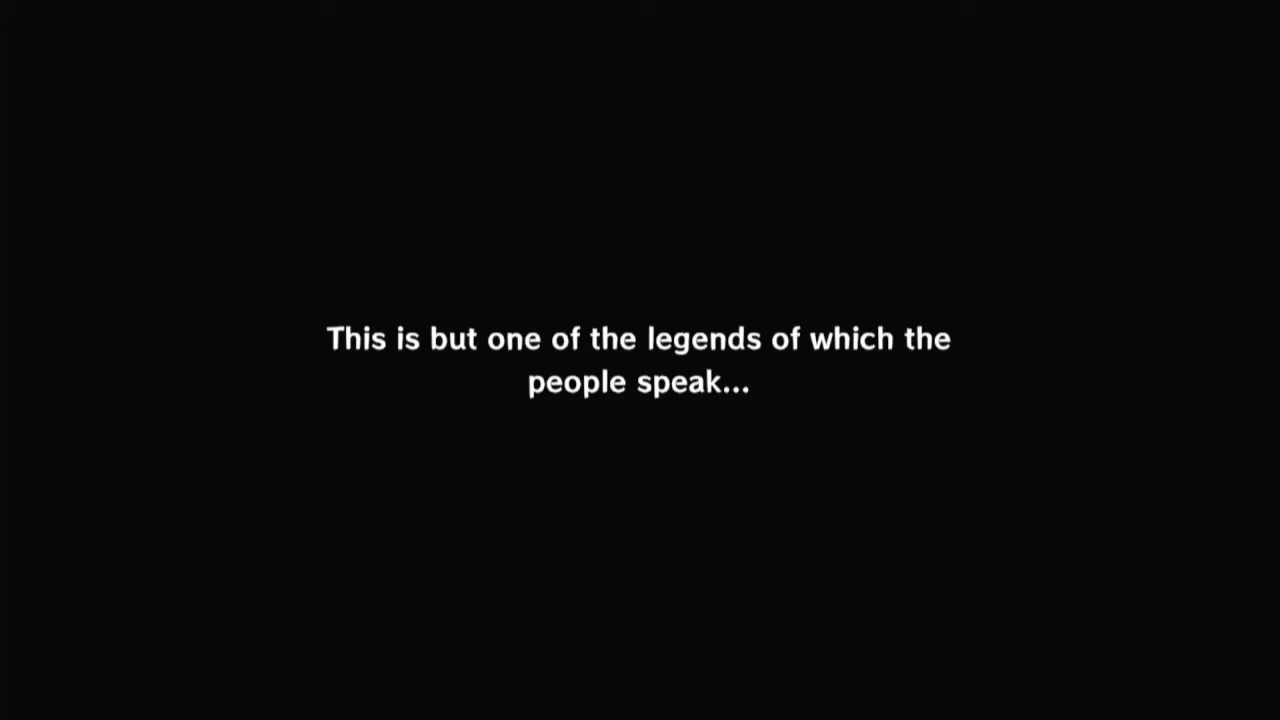 This is but one of the legends of which the
people speak...